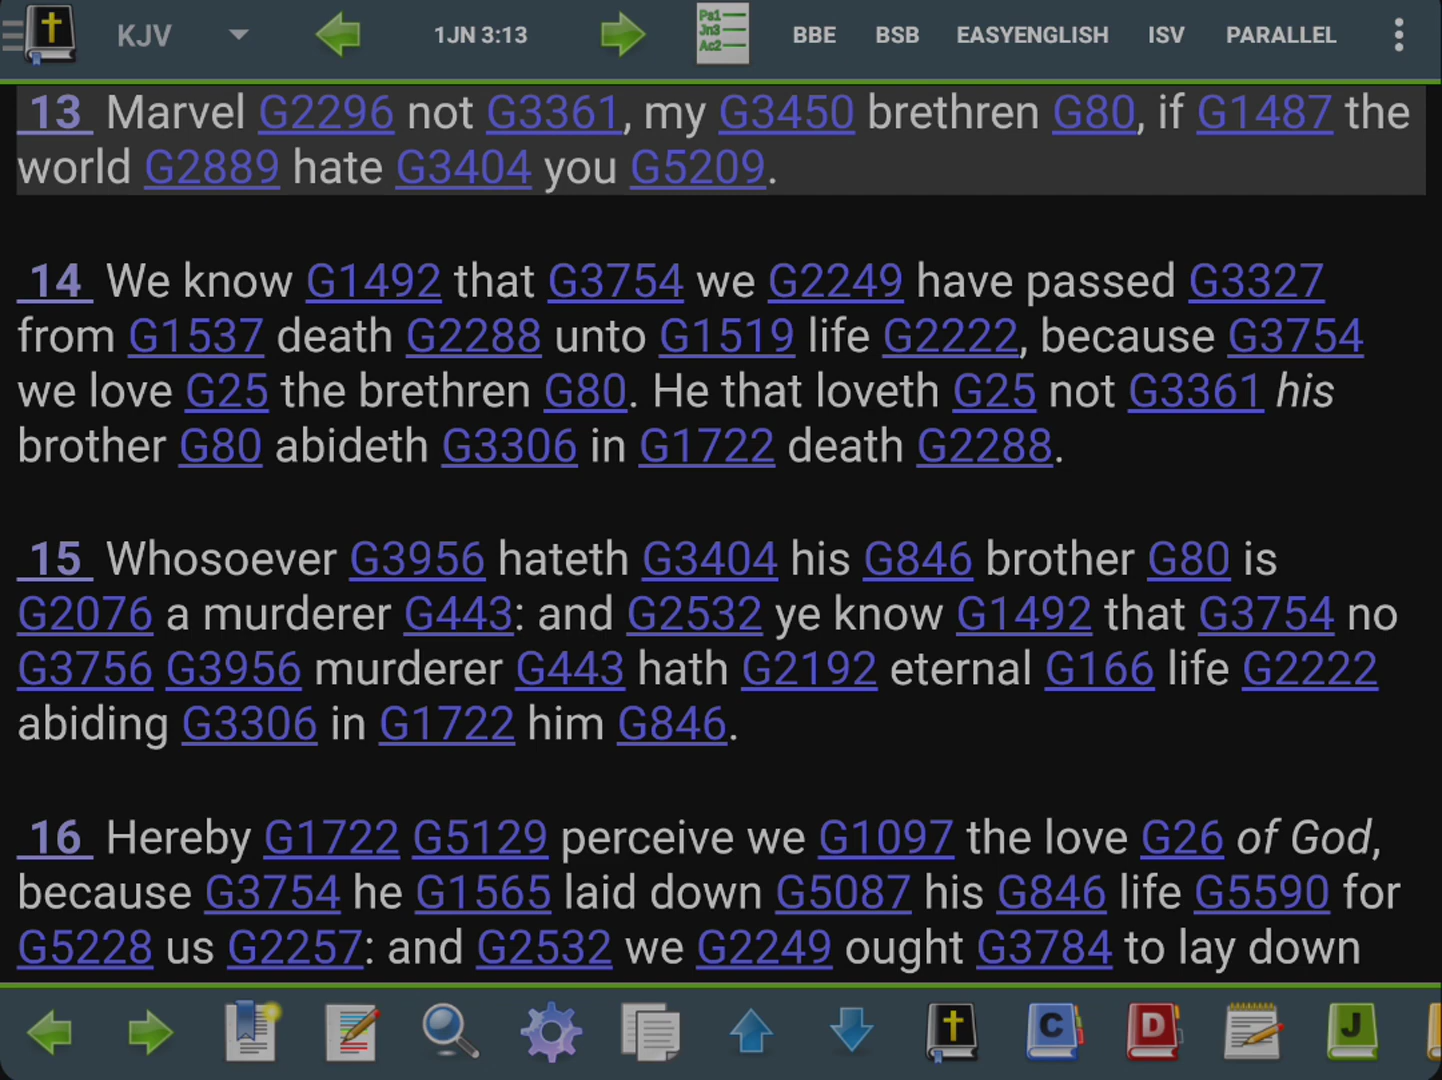 KJV 1JN 3:13 Ps1 Jn3 Ac2 BBE BSB EASYENGLISH ISV PARALLEL
13 Marvel G2296 not G3361, my G3450 brethren G80, if G1487 the
world G2889 hate G3404 you G5209.
14 We know G1492 that G3754 we G2249 have passed G3327
from G1537 death G2288 unto G1519 life G2222, because G3754
we love G25 the brethren G80. He that loveth G25 not G3361 his
brother G80 abideth G3306 in G1722 death G2288.
15 Whosoever G3956 hateth G3404 his G846 brother G80 is
G2076 a murderer G443: and G2532 ye know G1492 that G3754 no
G3756 G3956 murderer G443 hath G2192 eternal G166 life G2222
abiding G3306 in G1722 him G846.
16 Hereby G1722 G5129 perceive we G1097 the love G26 of God,
because G3754 he G1565 laid down G5087 his G846 life G5590 for
G5228 us G2257: and G2532 we G2249 ought G3784 to lay down
C D J